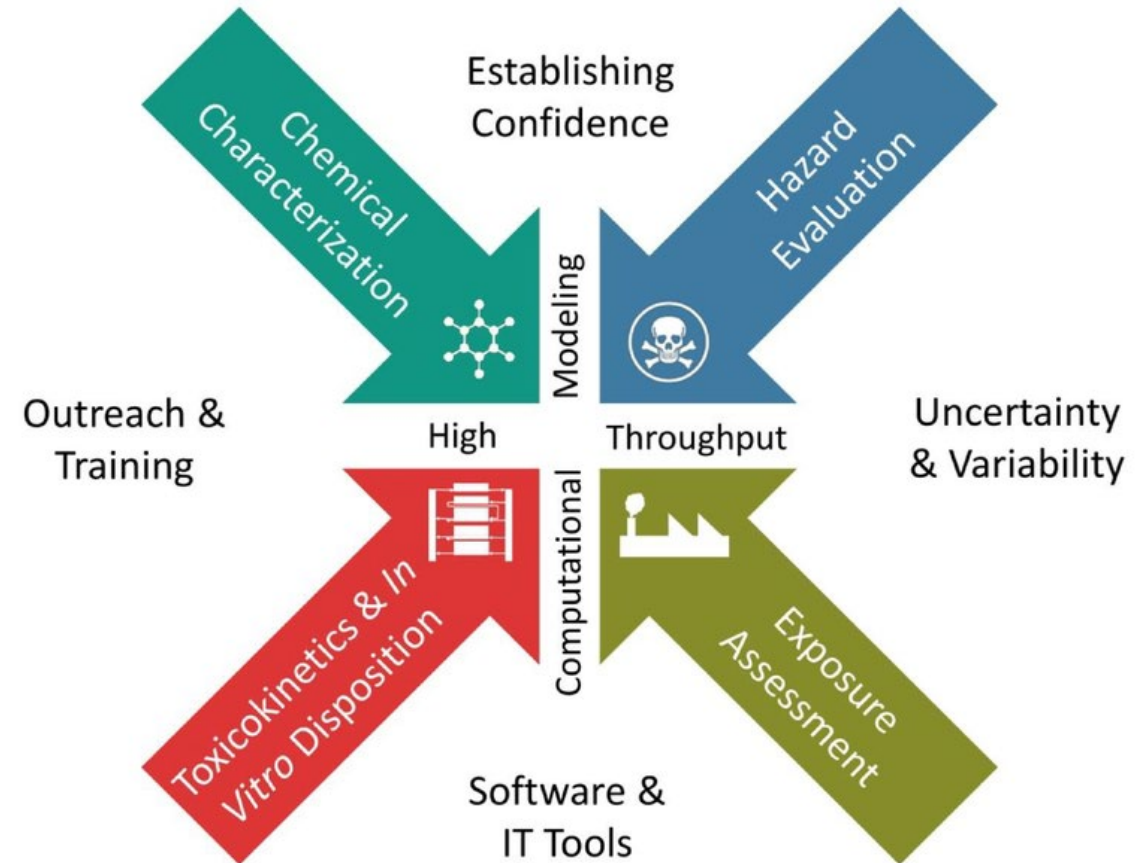 Establishing
Confidence
Chemical
Characterization
Hazard
Evaluation
Modeling
Outreach &
Training
High
Throughput
Uncertainty
& Variability
Computational
Toxicokinetics & In
Vitro Disposition
Exposure
Assessment
Software &
IT Tools